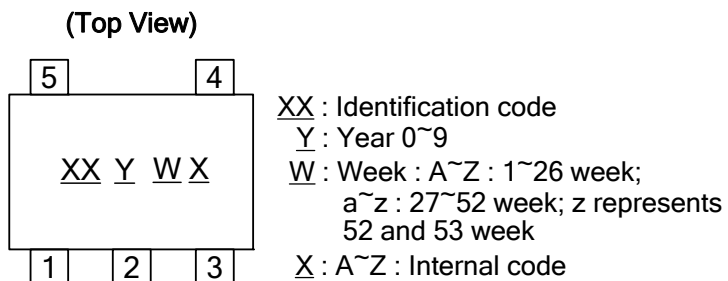 (Top View)
5 4
XX Y W X
1 2 3
XX : Identification code
Y : Year 0~9
W : Week : A~Z : 1~26 week;
a~z : 27~52 week; z represents
52 and 53 week
X : A~Z : Internal code